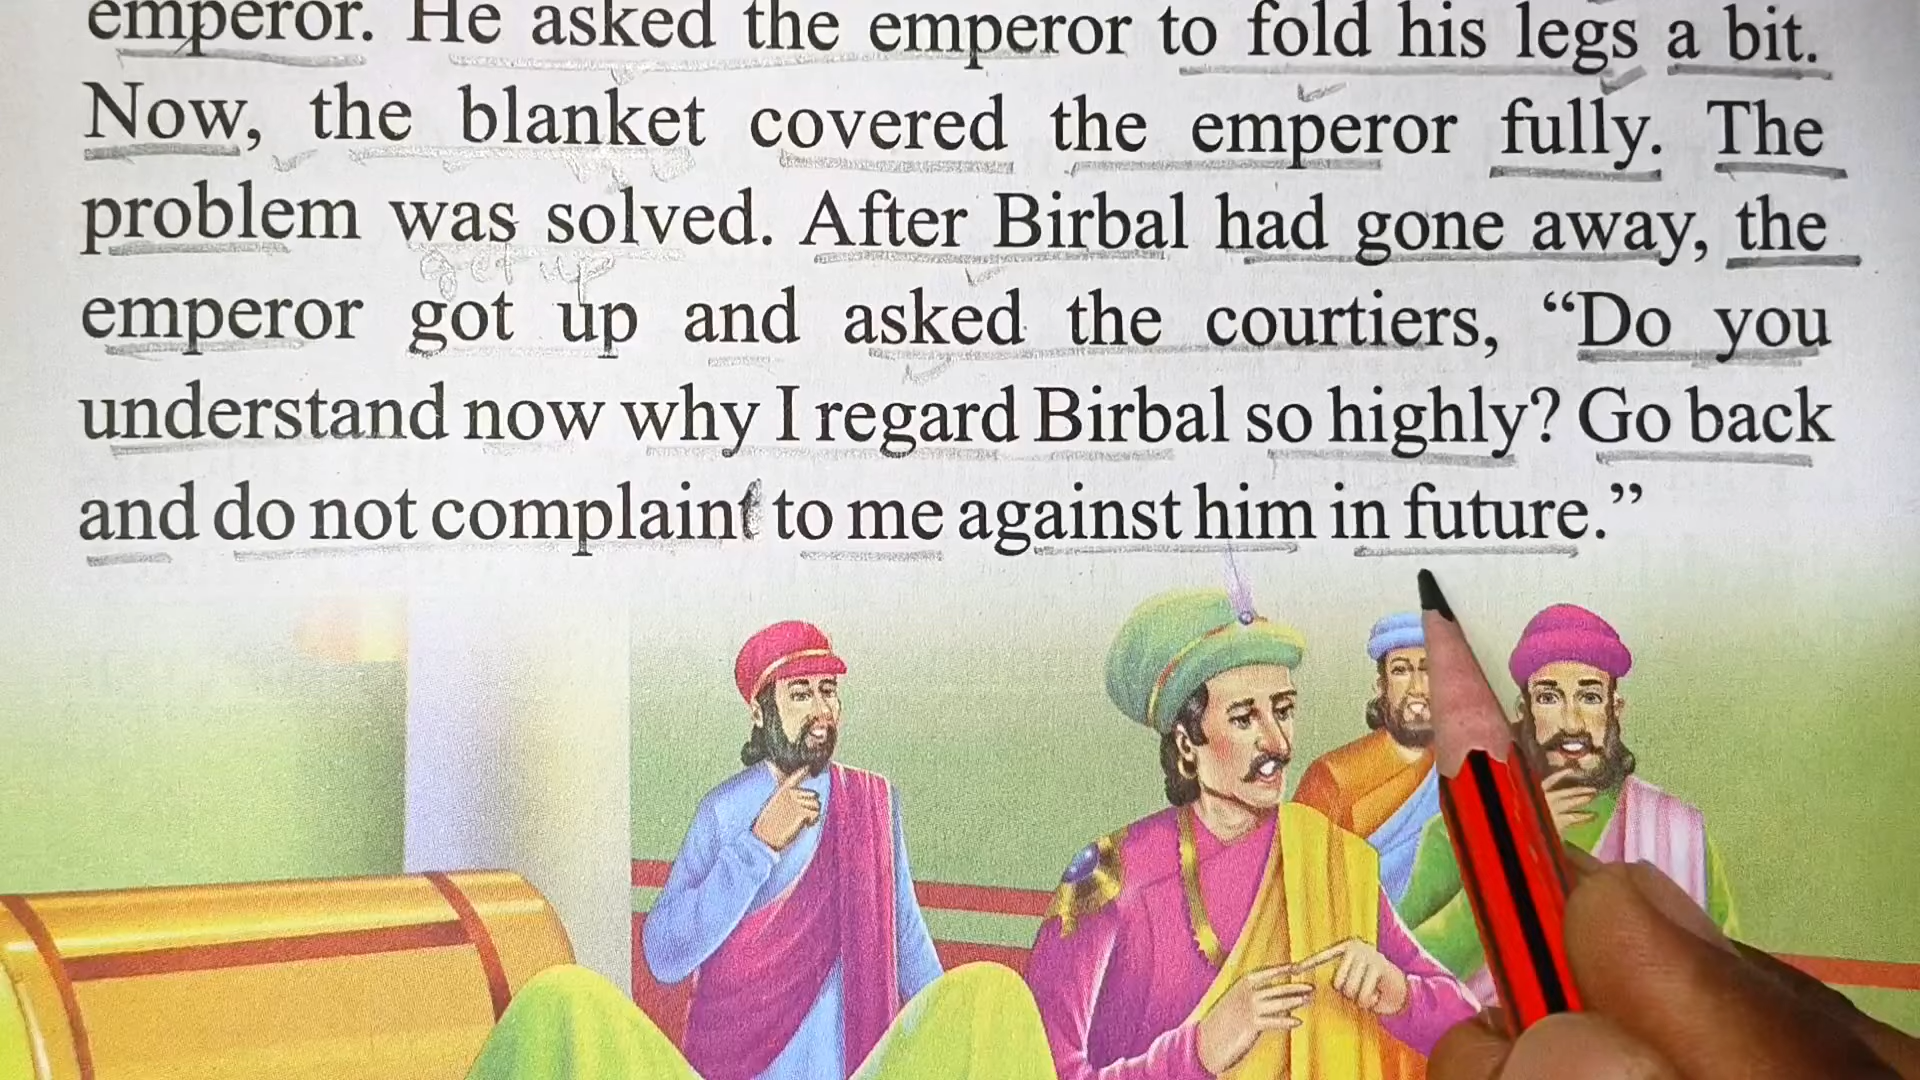 emperor. He asked the emperor to fold his legs a bit.
Now, the blanket covered the emperor fully. The
problem was solved. After Birbal had gone away, the
get up
emperor got up and asked the courtiers, “Do you
understand now why I regard Birbal so highly? Go back
and do not complaint to me against him in future.”